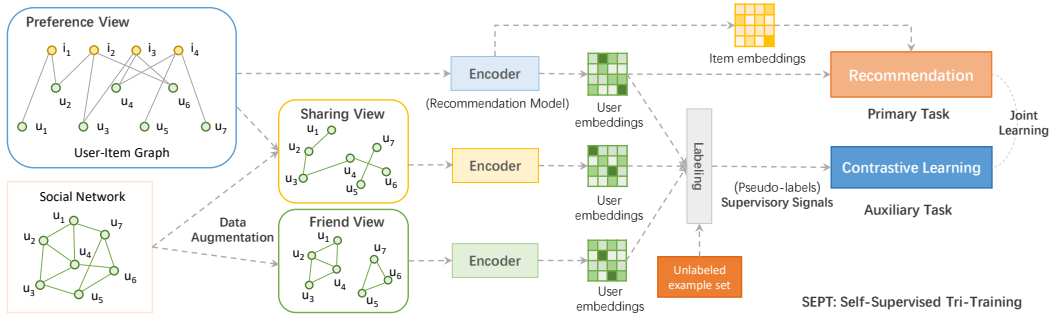 Preference View
i1 i2 i3 i4
u2 u4 u6
u1 u3 u5 u7
User-Item Graph
Social Network
u1
u7
u2
u4
u6
u3
u5
Data
Augmentation
Sharing View
u1
u7
u2
u4
u3
u5
u6
Friend View
u1
u7
u2
u6
u3
u4
u5
Encoder
(Recommendation Model)
Encoder
Encoder
User
embeddings
User
embeddings
User
embeddings
Item embeddings
Labeling
Unlabeled
example set
(Pseudo-labels)
Supervisory Signals
Recommendation
Primary Task
Joint
Learning
Contrastive Learning
Auxiliary Task
SEPT: Self-Supervised Tri-Training